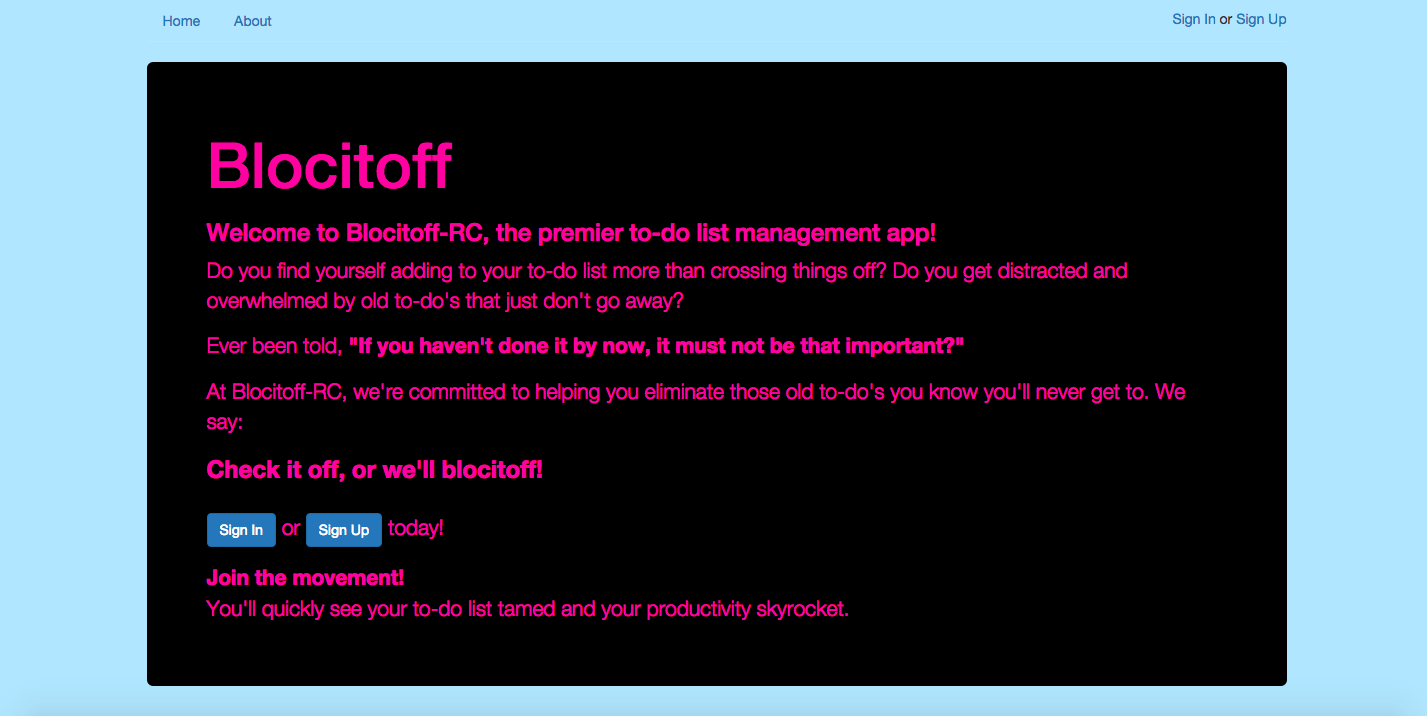 Home About Sign In or Sign Up
Blocitoff
Welcome to Blocitoff-RC, the premier to-do list management app!
Do you find yourself adding to your to-do list more than crossing things off? Do you get distracted and
overwhelmed by old to-do's that just don't go away?
Ever been told, "If you haven't done it by now, it must not be that important?"
At Blocitoff-RC, we're committed to helping you eliminate those old to-do's you know you'll never get to. We
say:
Check it off, or we'll blocitoff!
Sign In or Sign Up today!
Join the movement!
You'll quickly see your to-do list tamed and your productivity skyrocket.